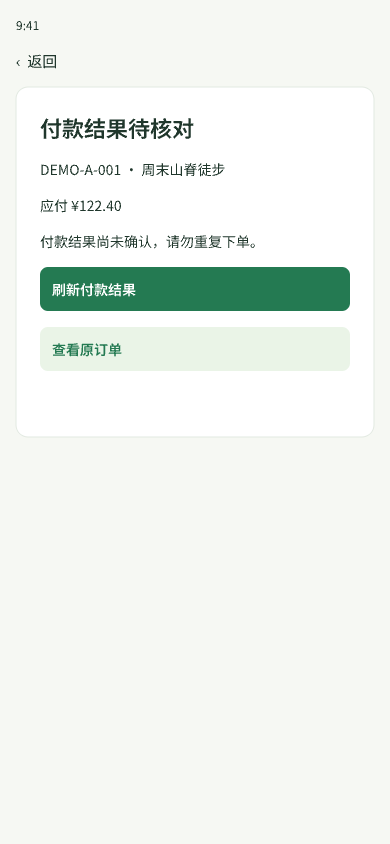 9:41
‹ 返回
付款结果待核对
DEMO-A-001 · 周末山脊徒步
应付 ¥122.40
付款结果尚未确认，请勿重复下单。
刷新付款结果
查看原订单